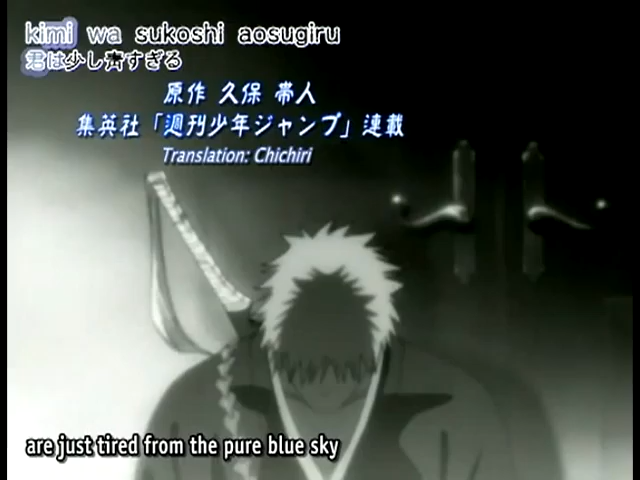 kimi wa sukoshi aosugiru
君は少し青すぎる
原作 久保 帯人
集英社「週刊少年ジャンプ」連載
Translation: Chichiri
are just tired from the pure blue sky